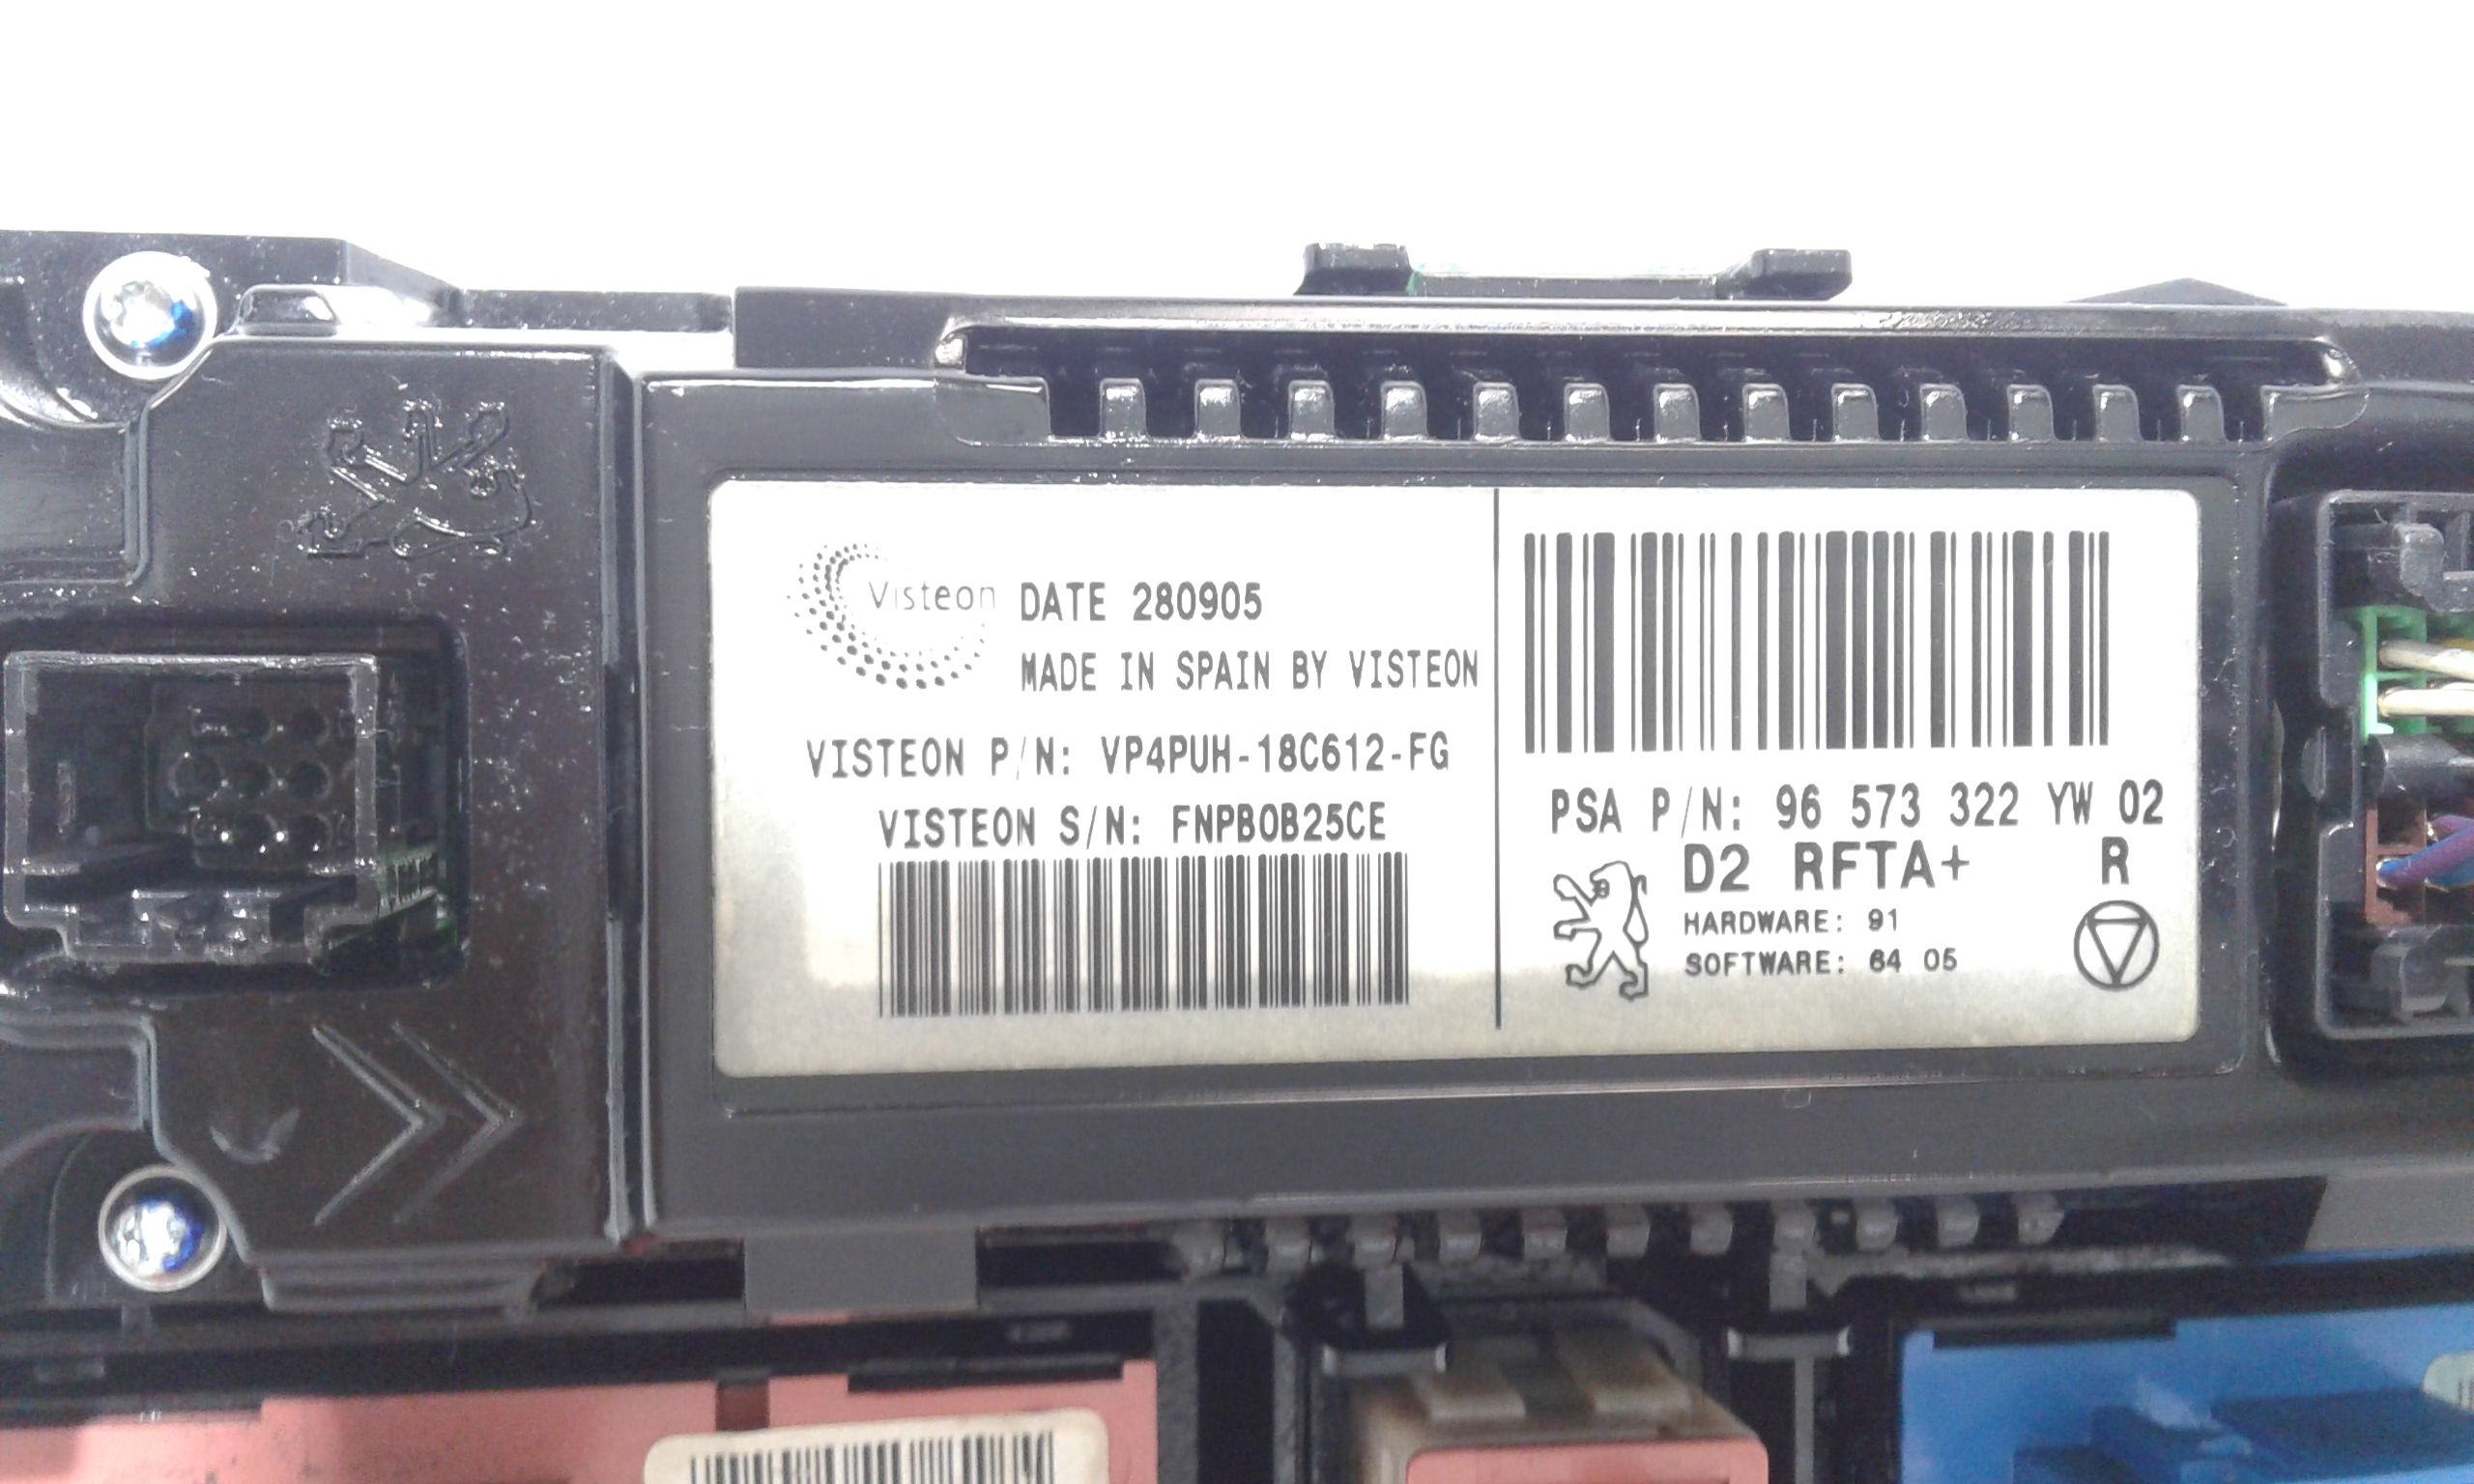 Visteon
DATE 280905
MADE IN SPAIN BY VISTEON
VISTEON P/N: VP4PUH-18C612-FG
VISTEON S/N: FNPB0B25CE
PSA P/N: 96 573 322 YW 02
D2 RFTA+ R
HARDWARE: 91
SOFTWARE: 64 05